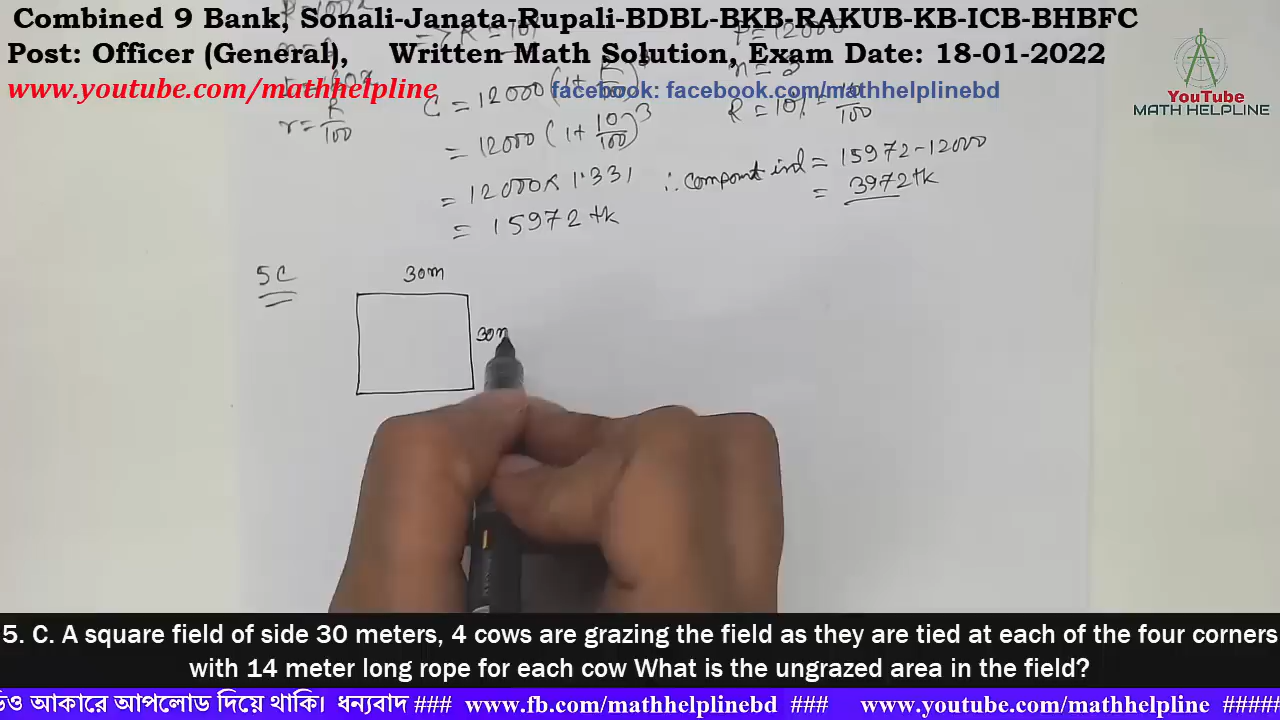 Combined 9 Bank, Sonali-Janata-Rupali-BDBL-BKB-RAKUB-KB-ICB-BHBFC
Post: Officer (General), Written Math Solution, Exam Date: 18-01-2022
www.youtube.com/mathhelpline
facebook: facebook.com/mathhelplinebd
YouTube
MATH HELPLINE
r = R/100
C = 12000 (1+
= 12000 (1+ 10/100)^3
= 12000 × 1.331
= 15972 tk
P = 12000
R = 10% = 10/100
∴ compount ind = 15972 - 12000
= 3972 tk
5C
30m
30m
5. C. A square field of side 30 meters, 4 cows are grazing the field as they are tied at each of the four corners
with 14 meter long rope for each cow What is the ungrazed area in the field?
আকারে আপলোড দিয়ে থাকি। ধন্যবাদ ### www.fb.com/mathhelplinebd ### www.youtube.com/mathhelpline #####